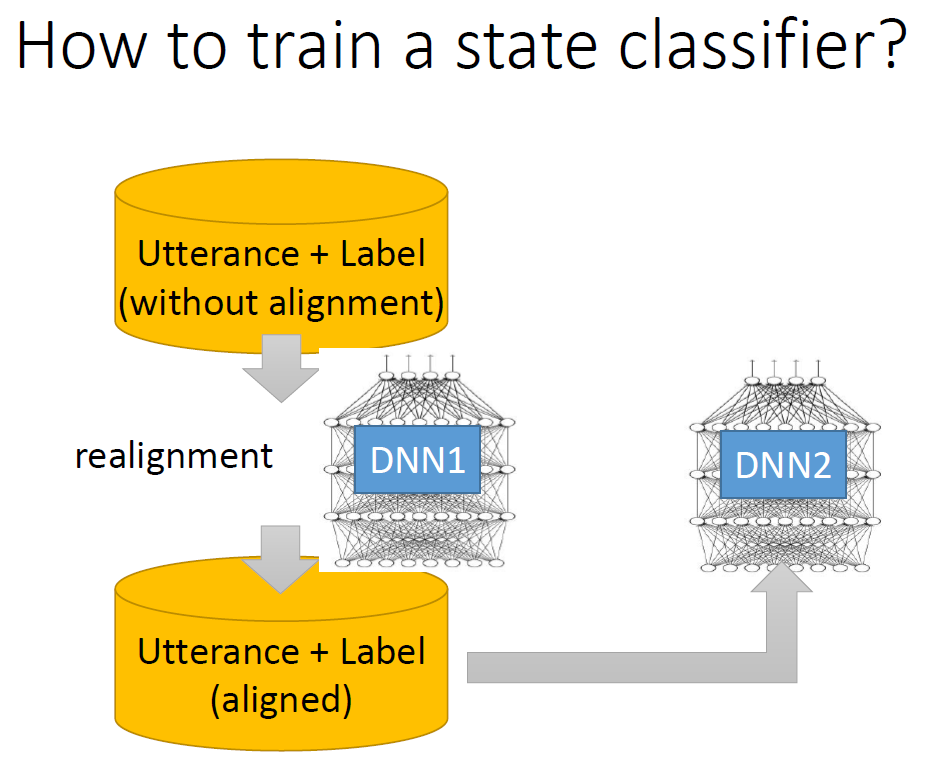 How to train a state classifier?
Utterance + Label
(without alignment)
realignment
DNN1
DNN2
Utterance + Label
(aligned)